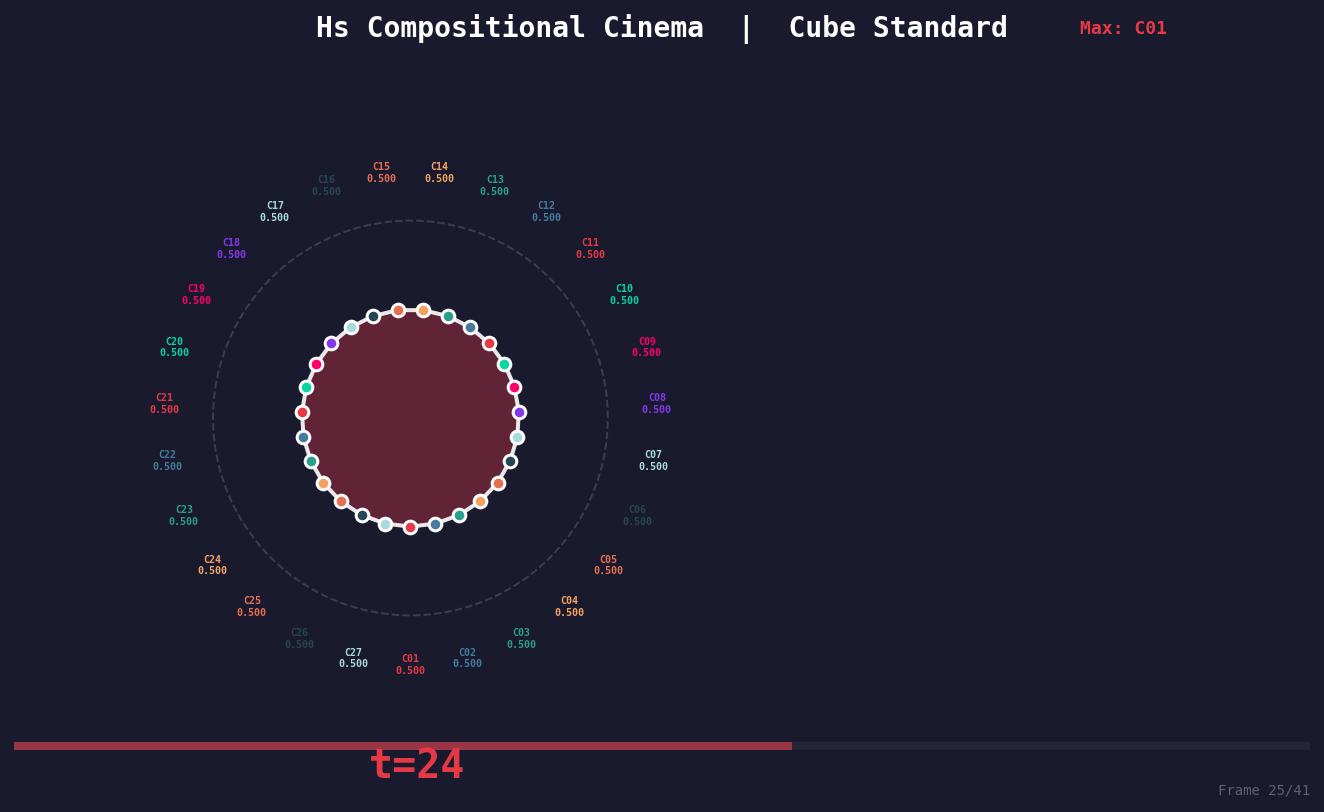 Hs Compositional Cinema | Cube Standard
Max: C01
C15
0.500
C14
0.500
C16
0.500
C13
0.500
C17
0.500
C12
0.500
C18
0.500
C11
0.500
C19
0.500
C10
0.500
C20
0.500
C09
0.500
C21
0.500
C08
0.500
C22
0.500
C07
0.500
C23
0.500
C06
0.500
C24
0.500
C05
0.500
C25
0.500
C04
0.500
C26
0.500
C03
0.500
C27
0.500
C01
0.500
C02
0.500
t=24
Frame 25/41